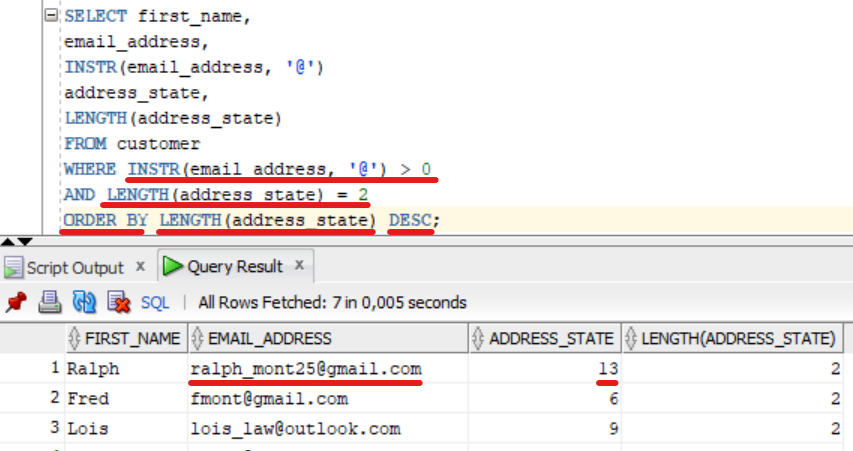 SELECT first_name,
email_address,
INSTR(email_address, '@')
address_state,
LENGTH(address_state)
FROM customer
WHERE INSTR(email_address, '@') > 0
AND LENGTH(address_state) = 2
ORDER BY LENGTH(address_state) DESC;
Script Output x Query Result x
SQL | All Rows Fetched: 7 in 0,005 seconds
FIRST_NAME EMAIL_ADDRESS ADDRESS_STATE LENGTH(ADDRESS_STATE)
1 Ralph ralph_mont25@gmail.com 13 2
2 Fred fmont@gmail.com 6 2
3 Lois lois_law@outlook.com 9 2